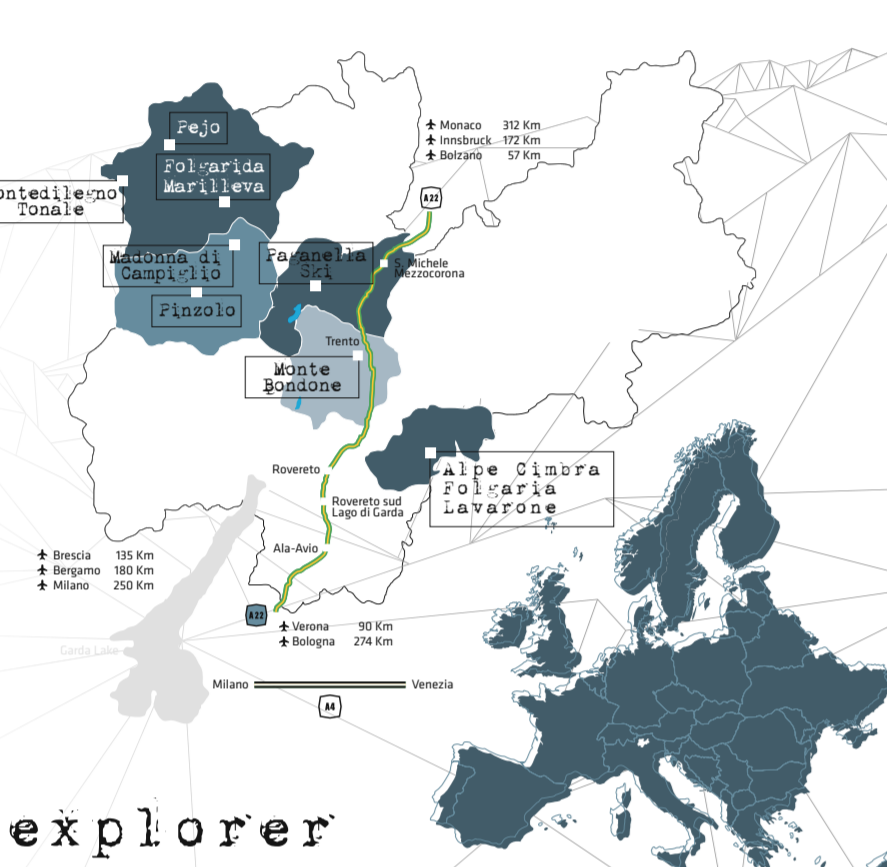 Pejo
Folgarida
Marilleva
ontedilegno
Tonale
Madonna di
Campiglio
Pinzolo
Paganella
Ski
Monaco 312 Km
Innsbruck 172 Km
Bolzano 57 Km
A22
S. Michele
Mezzocorona
Trento
Monte
Bondone
Alpe Cimbra
Folgaria
Lavarone
Rovereto
Rovereto sud
Lago di Garda
Ala-Avio
Brescia 135 Km
Bergamo 180 Km
Milano 250 Km
A22
Verona 90 Km
Bologna 274 Km
Garda Lake
Milano Venezia
A4
explorer